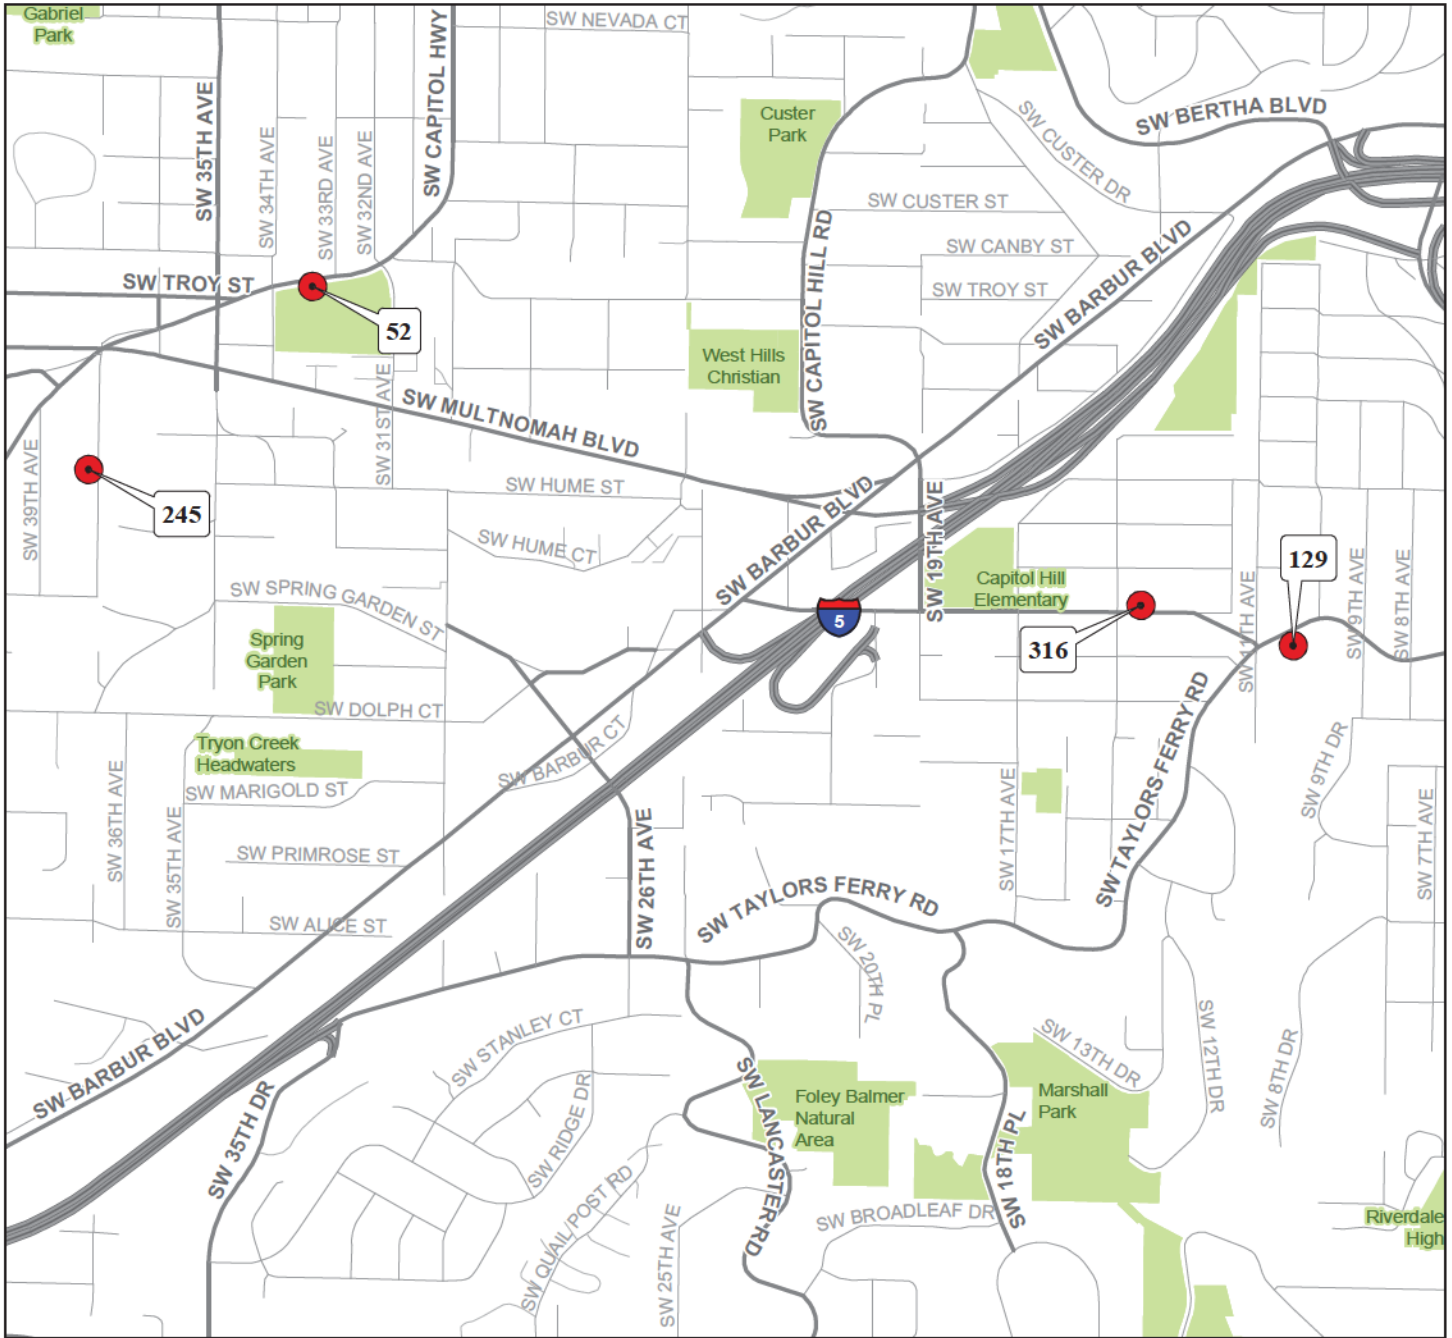 Gabriel
Park
SW NEVADA CT
SW CAPITOL HWY
SW 35TH AVE
SW 34TH AVE
SW 33RD AVE
SW 32ND AVE
Custer
Park
SW CUSTER DR
SW BERTHA BLVD
SW CUSTER ST
SW CANBY ST
SW TROY ST
SW BARBUR BLVD
SW CAPITOL HILL RD
SW TROY ST
52
West Hills
Christian
SW MULTNOMAH BLVD
SW 31ST AVE
SW 39TH AVE
245
SW HUME ST
SW HUME CT
SW BARBUR BLVD
SW 19TH AVE
SW SPRING GARDEN ST
Spring
Garden
Park
5
Capitol Hill
Elementary
316
129
SW 11TH AVE
SW 9TH AVE
SW 8TH AVE
SW DOLPH CT
Tryon Creek
Headwaters
SW MARIGOLD ST
SW BARBUR CT
SW 36TH AVE
SW 35TH AVE
SW PRIMROSE ST
SW ALICE ST
SW 26TH AVE
SW TAYLORS FERRY RD
SW 17TH AVE
SW TAYLORS FERRY RD
SW 9TH DR
SW 7TH AVE
SW 20TH PL
SW BARBUR BLVD
SW STANLEY CT
SW 35TH DR
SW RIDGE DR
SW QUAIL POST RD
SW 25TH AVE
SW LANCASTER RD
Foley Balmer
Natural
Area
SW BROADLEAF DR
SW 18TH PL
SW 13TH DR
Marshall
Park
SW 12TH DR
SW 8TH DR
Riverdale
High